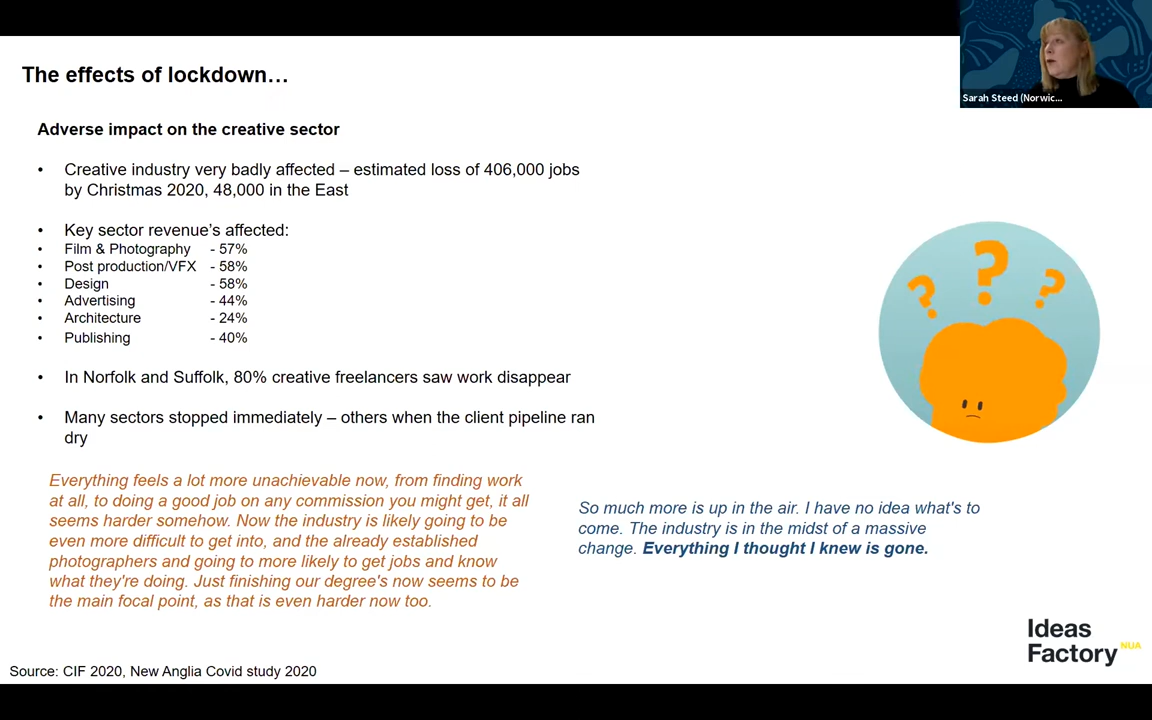 The effects of lockdown…
Sarah Steed (Norwic...
Adverse impact on the creative sector
• Creative industry very badly affected – estimated loss of 406,000 jobs
by Christmas 2020, 48,000 in the East
• Key sector revenue's affected:
• Film & Photography - 57%
• Post production/VFX - 58%
• Design - 58%
• Advertising - 44%
• Architecture - 24%
• Publishing - 40%
• In Norfolk and Suffolk, 80% creative freelancers saw work disappear
• Many sectors stopped immediately – others when the client pipeline ran
dry
? ? ?
Everything feels a lot more unachievable now, from finding work
at all, to doing a good job on any commission you might get, it all
seems harder somehow. Now the industry is likely going to be
even more difficult to get into, and the already established
photographers and going to more likely to get jobs and know
what they're doing. Just finishing our degree's now seems to be
the main focal point, as that is even harder now too.
So much more is up in the air. I have no idea what's to
come. The industry is in the midst of a massive
change. Everything I thought I knew is gone.
Ideas
Factory NUA
Source: CIF 2020, New Anglia Covid study 2020